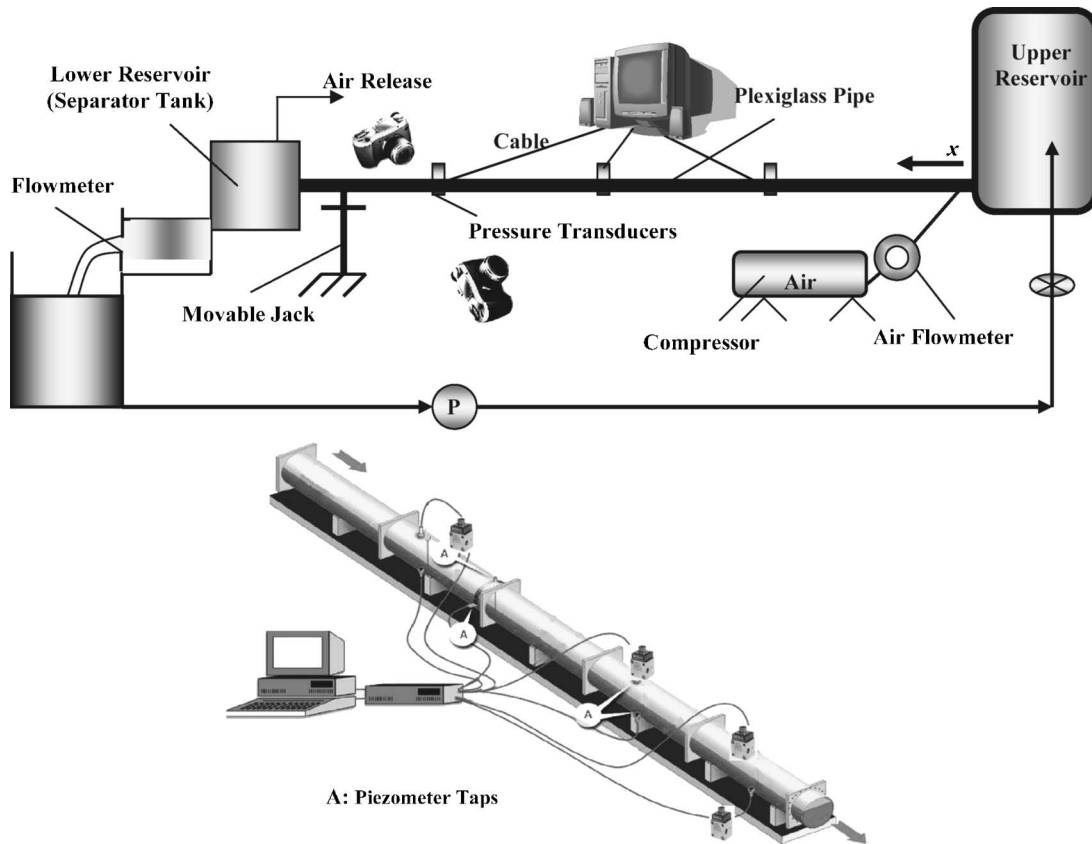 Upper
Reservoir
Lower Reservoir
(Separator Tank)
Air Release
Plexiglass Pipe
Cable
x
Flowmeter
Pressure Transducers
Movable Jack
Air
Compressor
Air Flowmeter
P
A
A
A
A: Piezometer Taps